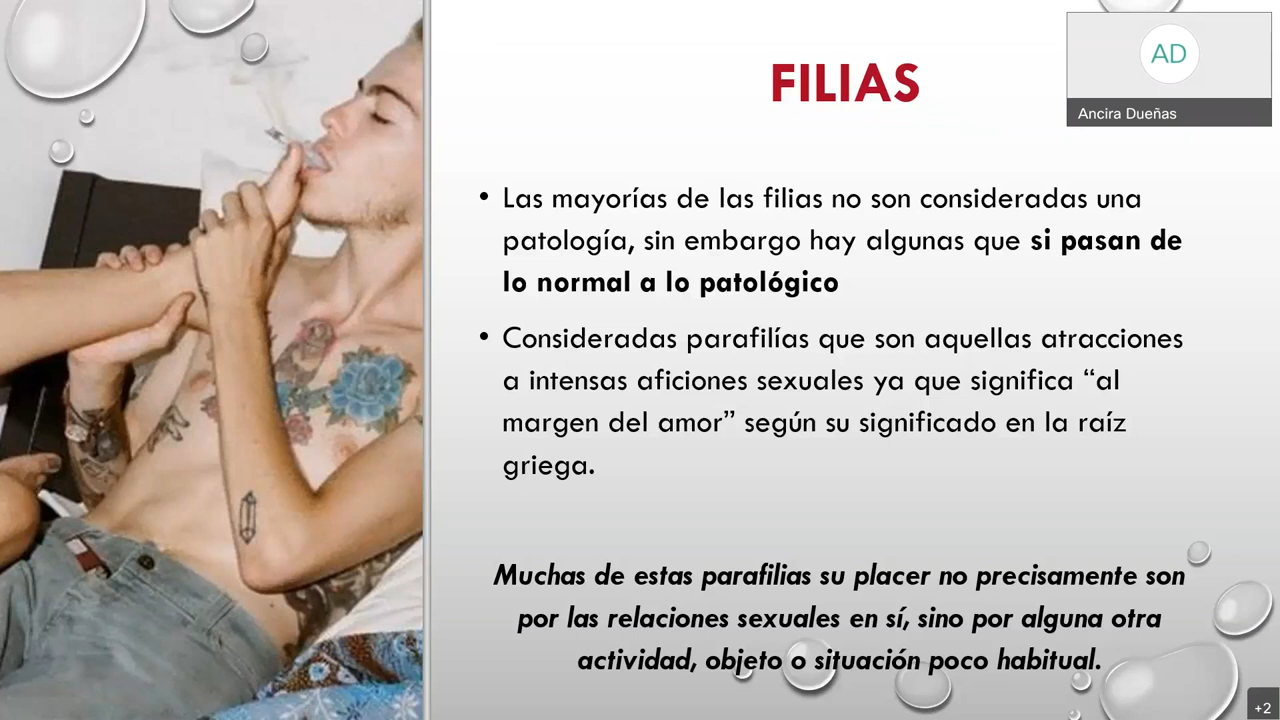 FILIAS
AD
Ancira Dueñas
• Las mayorías de las filias no son consideradas una
patología, sin embargo hay algunas que si pasan de
lo normal a lo patológico
• Consideradas parafilías que son aquellas atracciones
a intensas aficiones sexuales ya que significa “al
margen del amor” según su significado en la raíz
griega.
Muchas de estas parafilias su placer no precisamente son
por las relaciones sexuales en sí, sino por alguna otra
actividad, objeto o situación poco habitual.
+2